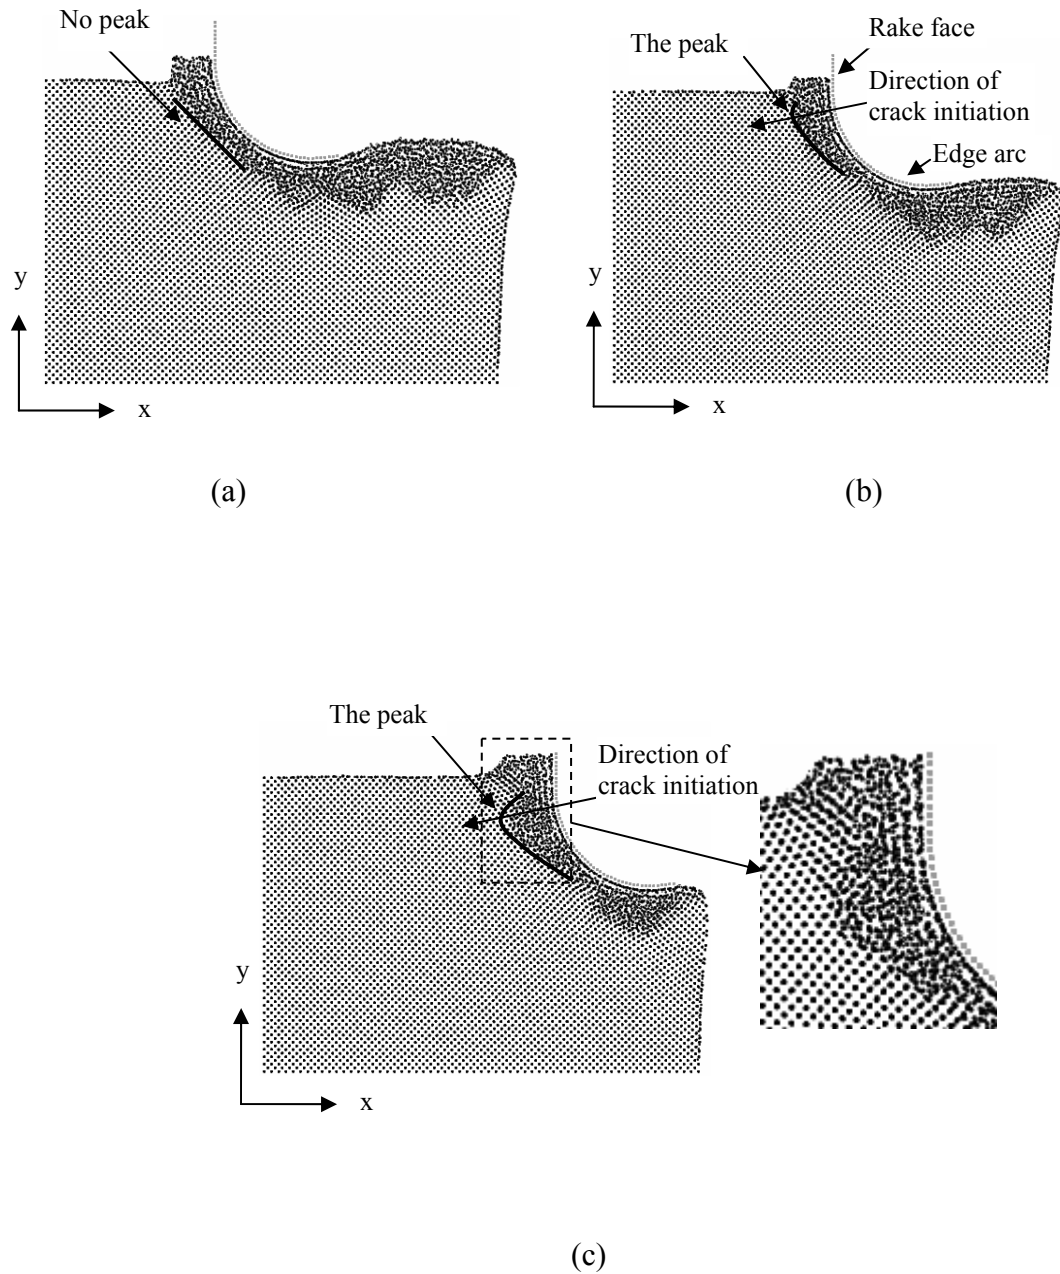 No peak
y
x
(a)
The peak
Rake face
Direction of
crack initiation
Edge arc
y
x
(b)
The peak
Direction of
crack initiation
y
x
(c)